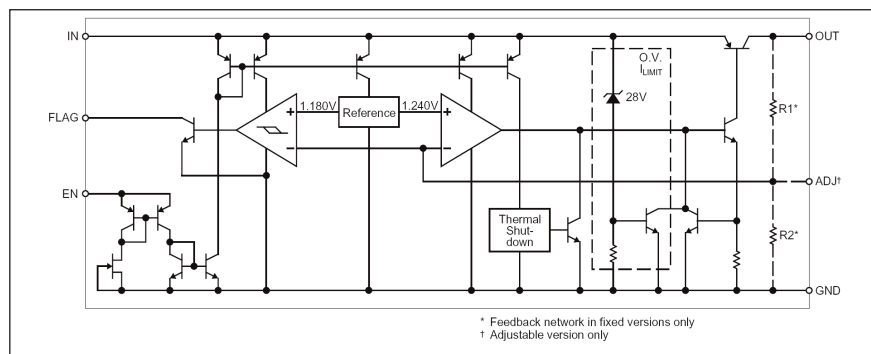 IN
OUT
O.V.
ILIMIT
28V
R1*
FLAG
1.180V
Reference
1.240V
+
+
−
−
EN
ADJ†
Thermal
Shut-
down
R2*
GND
* Feedback network in fixed versions only
† Adjustable version only